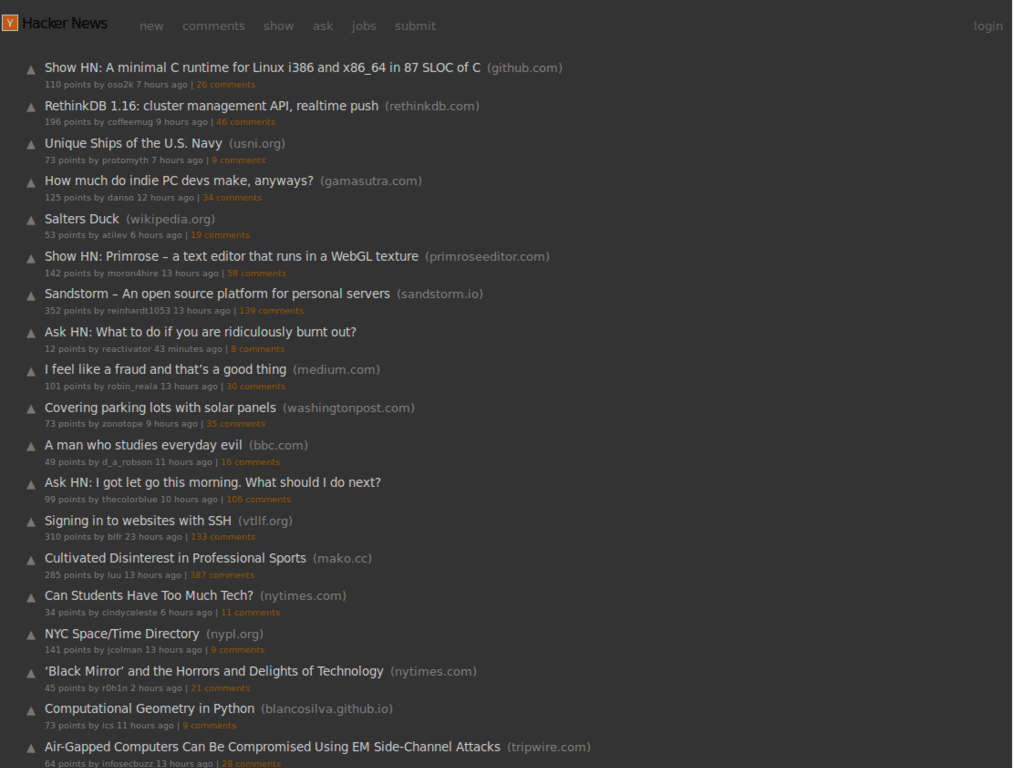 Y Hacker News new comments show ask jobs submit login
▲ Show HN: A minimal C runtime for Linux i386 and x86_64 in 87 SLOC of C (github.com)
110 points by oso2k 7 hours ago | 26 comments
▲ RethinkDB 1.16: cluster management API, realtime push (rethinkdb.com)
196 points by coffeemug 9 hours ago | 46 comments
▲ Unique Ships of the U.S. Navy (usni.org)
73 points by protomyth 7 hours ago | 9 comments
▲ How much do indie PC devs make, anyways? (gamasutra.com)
125 points by danso 12 hours ago | 34 comments
▲ Salters Duck (wikipedia.org)
53 points by atilev 6 hours ago | 19 comments
▲ Show HN: Primrose – a text editor that runs in a WebGL texture (primroseeditor.com)
142 points by moron4hire 13 hours ago | 58 comments
▲ Sandstorm – An open source platform for personal servers (sandstorm.io)
352 points by reinhardt1053 13 hours ago | 139 comments
▲ Ask HN: What to do if you are ridiculously burnt out?
12 points by reactivator 43 minutes ago | 8 comments
▲ I feel like a fraud and that’s a good thing (medium.com)
101 points by robin_reala 13 hours ago | 30 comments
▲ Covering parking lots with solar panels (washingtonpost.com)
73 points by zonotope 9 hours ago | 35 comments
▲ A man who studies everyday evil (bbc.com)
49 points by d_a_robson 11 hours ago | 16 comments
▲ Ask HN: I got let go this morning. What should I do next?
99 points by thecolorblue 10 hours ago | 106 comments
▲ Signing in to websites with SSH (vtllf.org)
310 points by blfr 23 hours ago | 133 comments
▲ Cultivated Disinterest in Professional Sports (mako.cc)
285 points by luu 13 hours ago | 387 comments
▲ Can Students Have Too Much Tech? (nytimes.com)
34 points by cindyceleste 6 hours ago | 11 comments
▲ NYC Space/Time Directory (nypl.org)
141 points by jcolman 13 hours ago | 9 comments
▲ ‘Black Mirror’ and the Horrors and Delights of Technology (nytimes.com)
45 points by r0h1n 2 hours ago | 21 comments
▲ Computational Geometry in Python (blancosilva.github.io)
73 points by ics 11 hours ago | 9 comments
▲ Air-Gapped Computers Can Be Compromised Using EM Side-Channel Attacks (tripwire.com)
64 points by infosecbuzz 13 hours ago | 28 comments